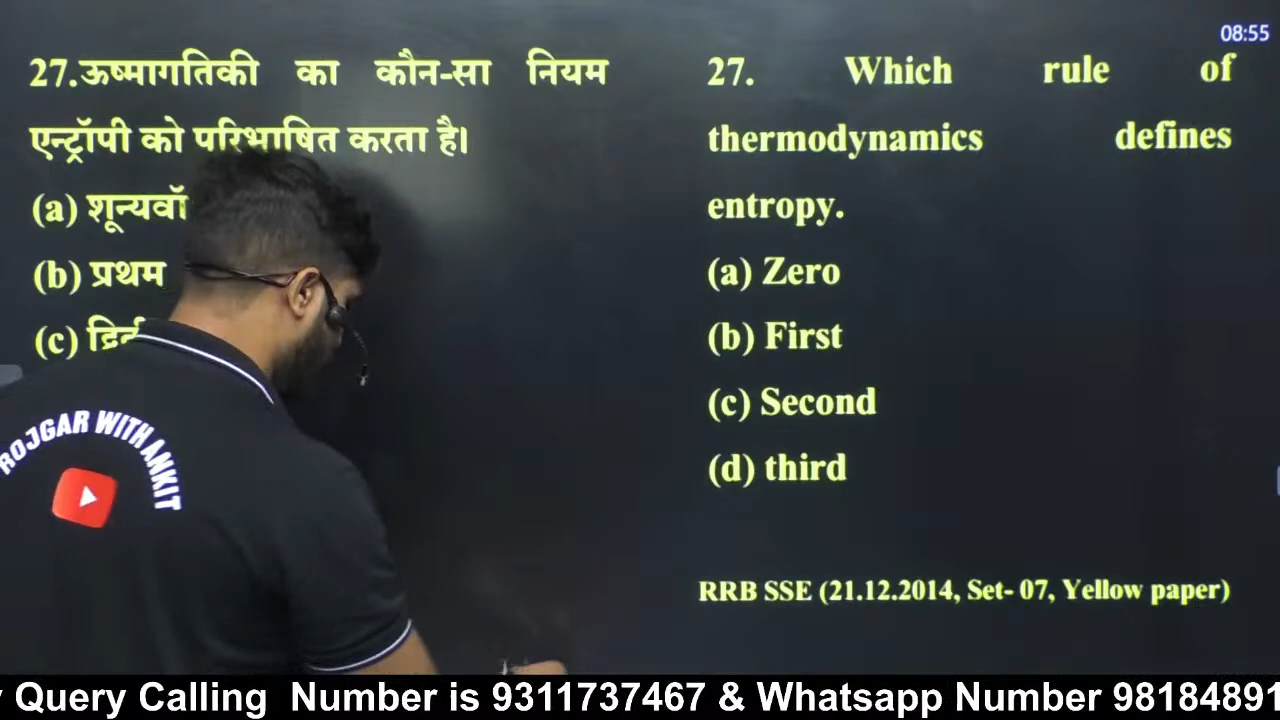 08:55
27.ऊष्मागतिकी का कौन-सा नियम
एन्ट्रॉपी को परिभाषित करता है।
(a)
(b) प्रथम
(c)
27. Which rule of
thermodynamics defines
entropy.
(a) Zero
(b) First
(c) Second
(d) third
RRB SSE (21.12.2014, Set- 07, Yellow paper)
ROJGAR WITH ANKIT
Query Calling Number is 9311737467 & Whatsapp Number